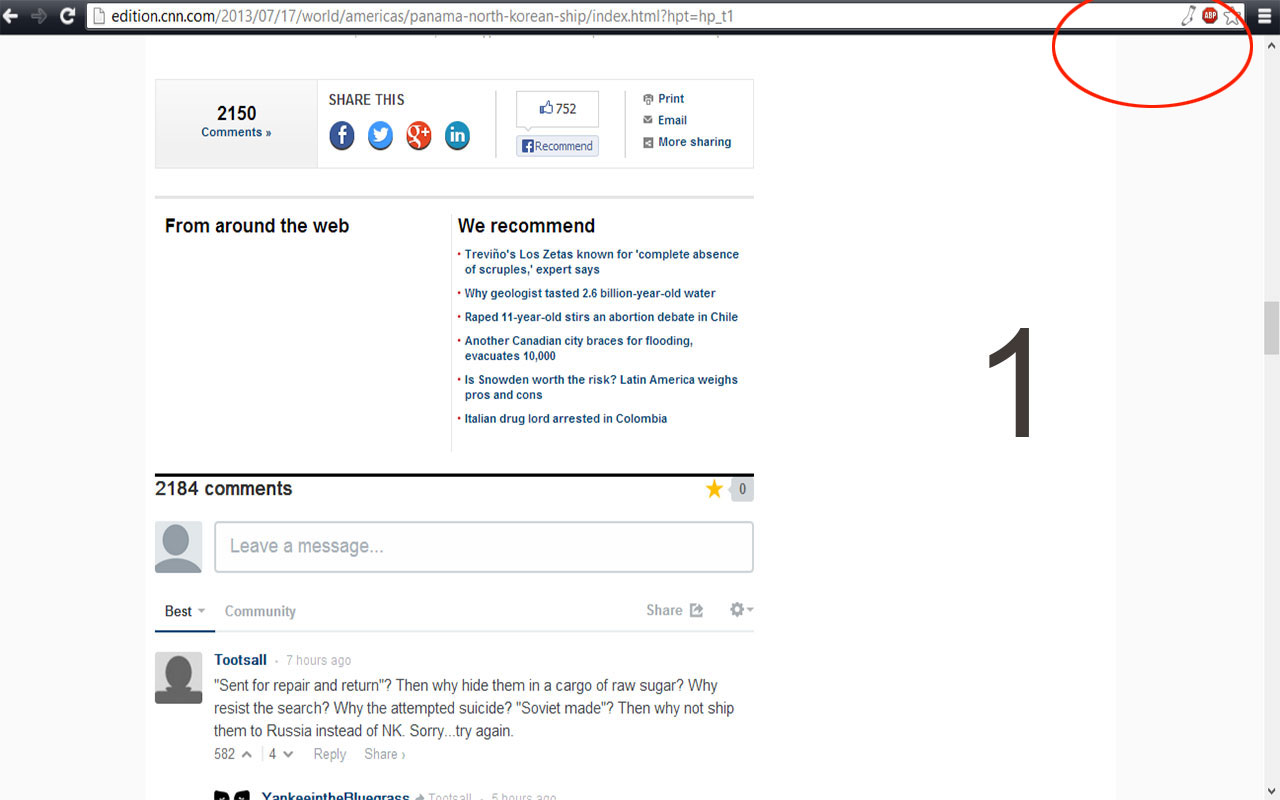 edition.cnn.com/2013/07/17/world/americas/panama-north-korean-ship/index.html?hpt=hp_t1
ABP
2150
Comments »
SHARE THIS
752
Recommend
Print
Email
More sharing
From around the web
We recommend
Treviño's Los Zetas known for 'complete absence
of scruples,' expert says
Why geologist tasted 2.6 billion-year-old water
Raped 11-year-old stirs an abortion debate in Chile
Another Canadian city braces for flooding,
evacuates 10,000
Is Snowden worth the risk? Latin America weighs
pros and cons
Italian drug lord arrested in Colombia
1
2184 comments
0
Leave a message...
Best
Community
Share
Tootsall · 7 hours ago
"Sent for repair and return"? Then why hide them in a cargo of raw sugar? Why
resist the search? Why the attempted suicide? "Soviet made"? Then why not ship
them to Russia instead of NK. Sorry...try again.
582 4 Reply Share ›
YankeeintheBluegrass Tootsall · 5 hours ago